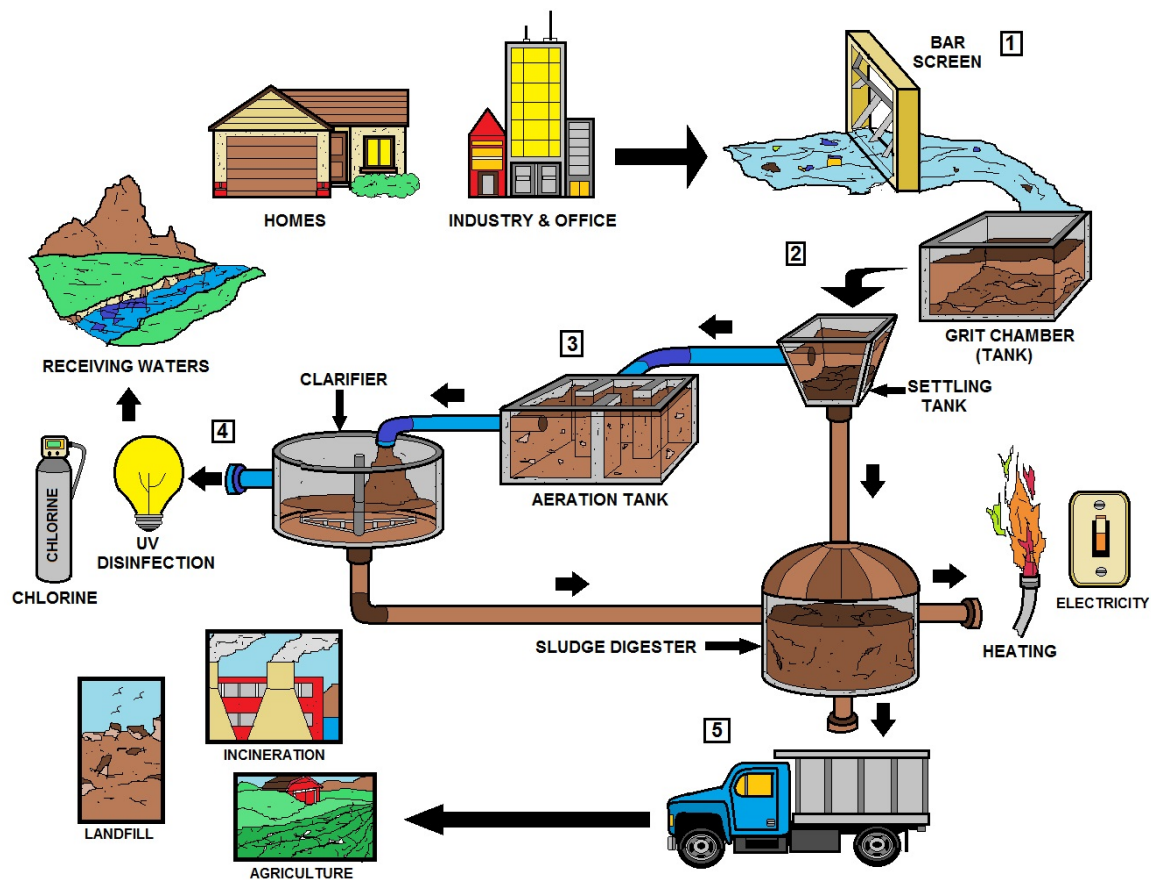 BAR
SCREEN
1
HOMES
INDUSTRY & OFFICE
2
GRIT CHAMBER
(TANK)
SETTLING
TANK
3
AERATION TANK
CLARIFIER
4
RECEIVING WATERS
CHLORINE
CHLORINE
UV
DISINFECTION
SLUDGE DIGESTER
HEATING
ELECTRICITY
5
INCINERATION
LANDFILL
AGRICULTURE